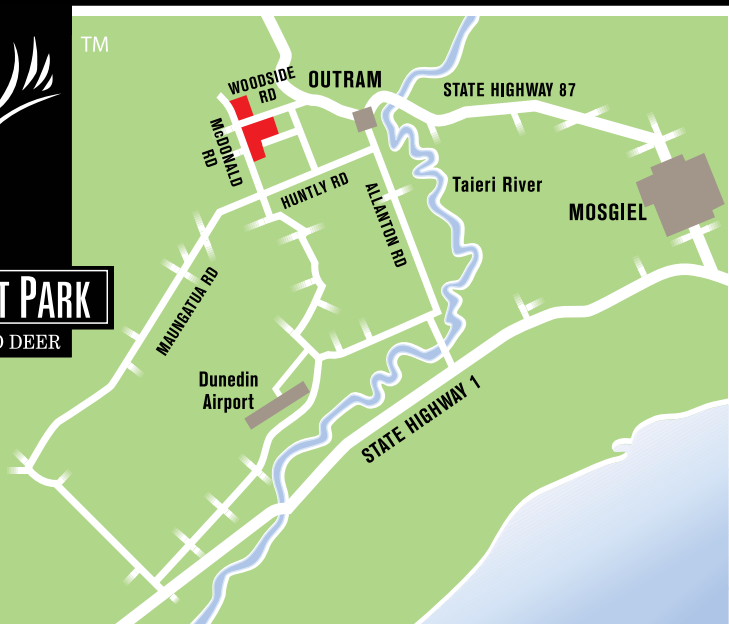 TM
WOODSIDE
RD
OUTRAM
STATE HIGHWAY 87
McDONALD
RD
HUNTLY RD
ALLANTON RD
Taieri River
MOSGIEL
MAUNGATUA RD
PARK
DEER
Dunedin
Airport
STATE HIGHWAY 1